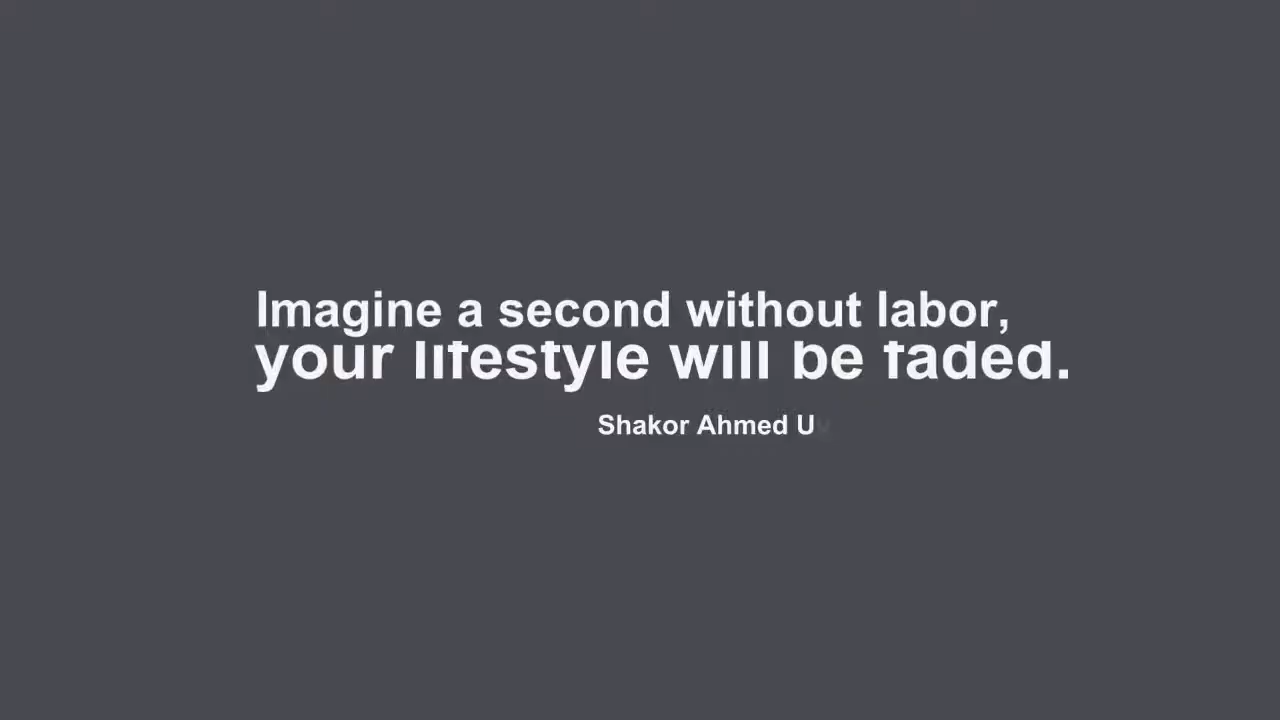 Imagine a second without labor,
your lifestyle will be faded.
Shakor Ahmed U